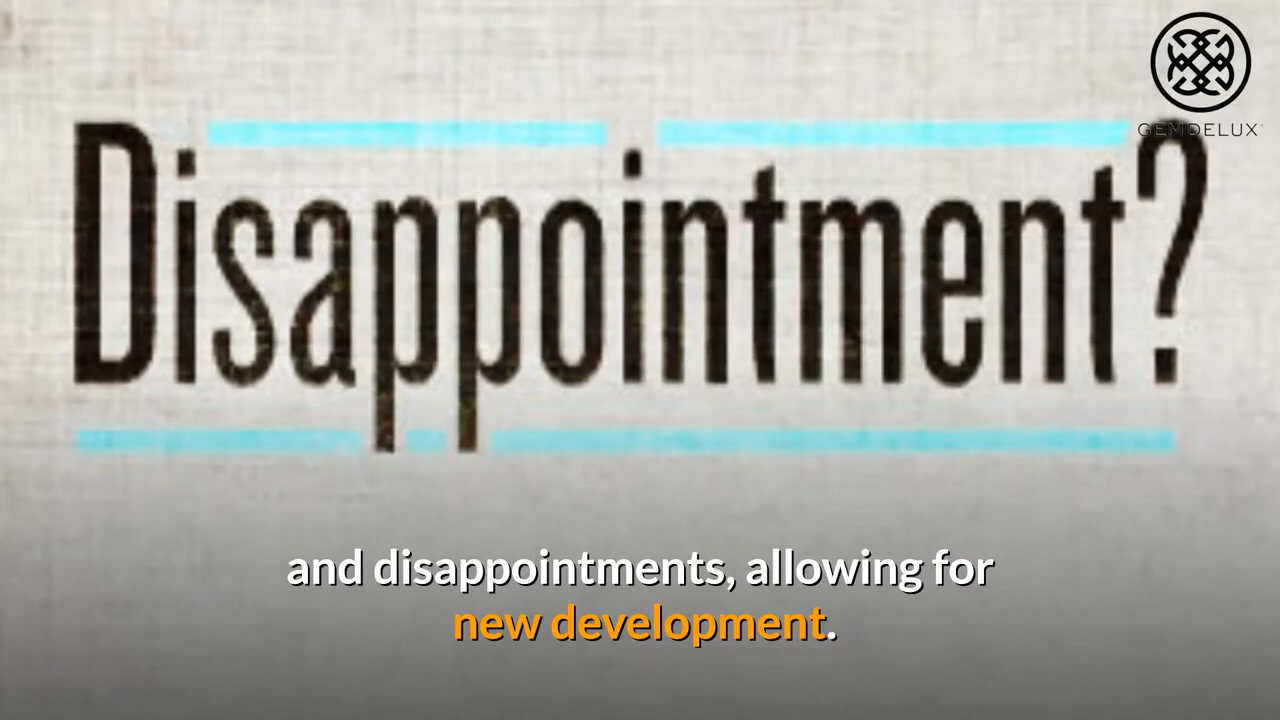 GEMDELUX
Disappointment?
and disappointments, allowing for
new development.